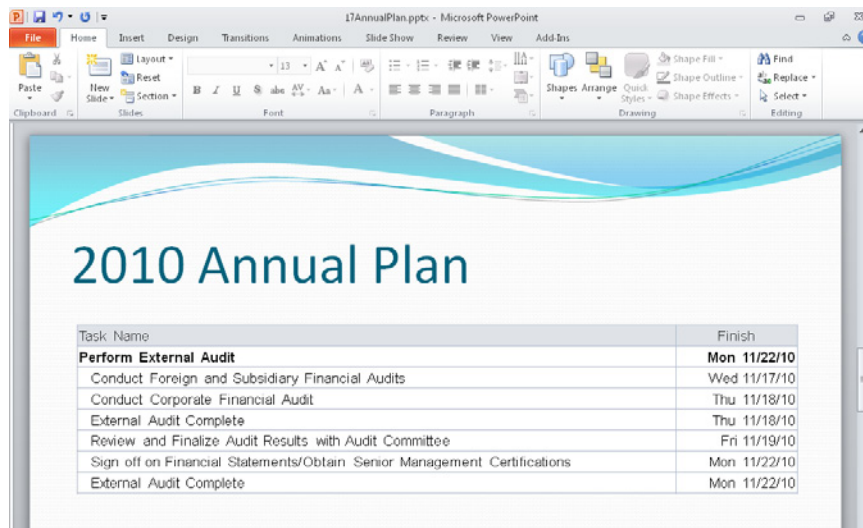 17AnnualPlan.pptx - Microsoft PowerPoint
File Home Insert Design Transitions Animations Slide Show Review View Add-Ins
Paste
Clipboard
New Slide
Layout
Reset
Section
Slides
13
B I U S abc AV Aa A
Font
Paragraph
Shapes Arrange Quick Styles
Shape Fill
Shape Outline
Shape Effects
Drawing
Find
Replace
Select
Editing
2010 Annual Plan
Task Name Finish
Perform External Audit Mon 11/22/10
Conduct Foreign and Subsidiary Financial Audits Wed 11/17/10
Conduct Corporate Financial Audit Thu 11/18/10
External Audit Complete Thu 11/18/10
Review and Finalize Audit Results with Audit Committee Fri 11/19/10
Sign off on Financial Statements/Obtain Senior Management Certifications Mon 11/22/10
External Audit Complete Mon 11/22/10